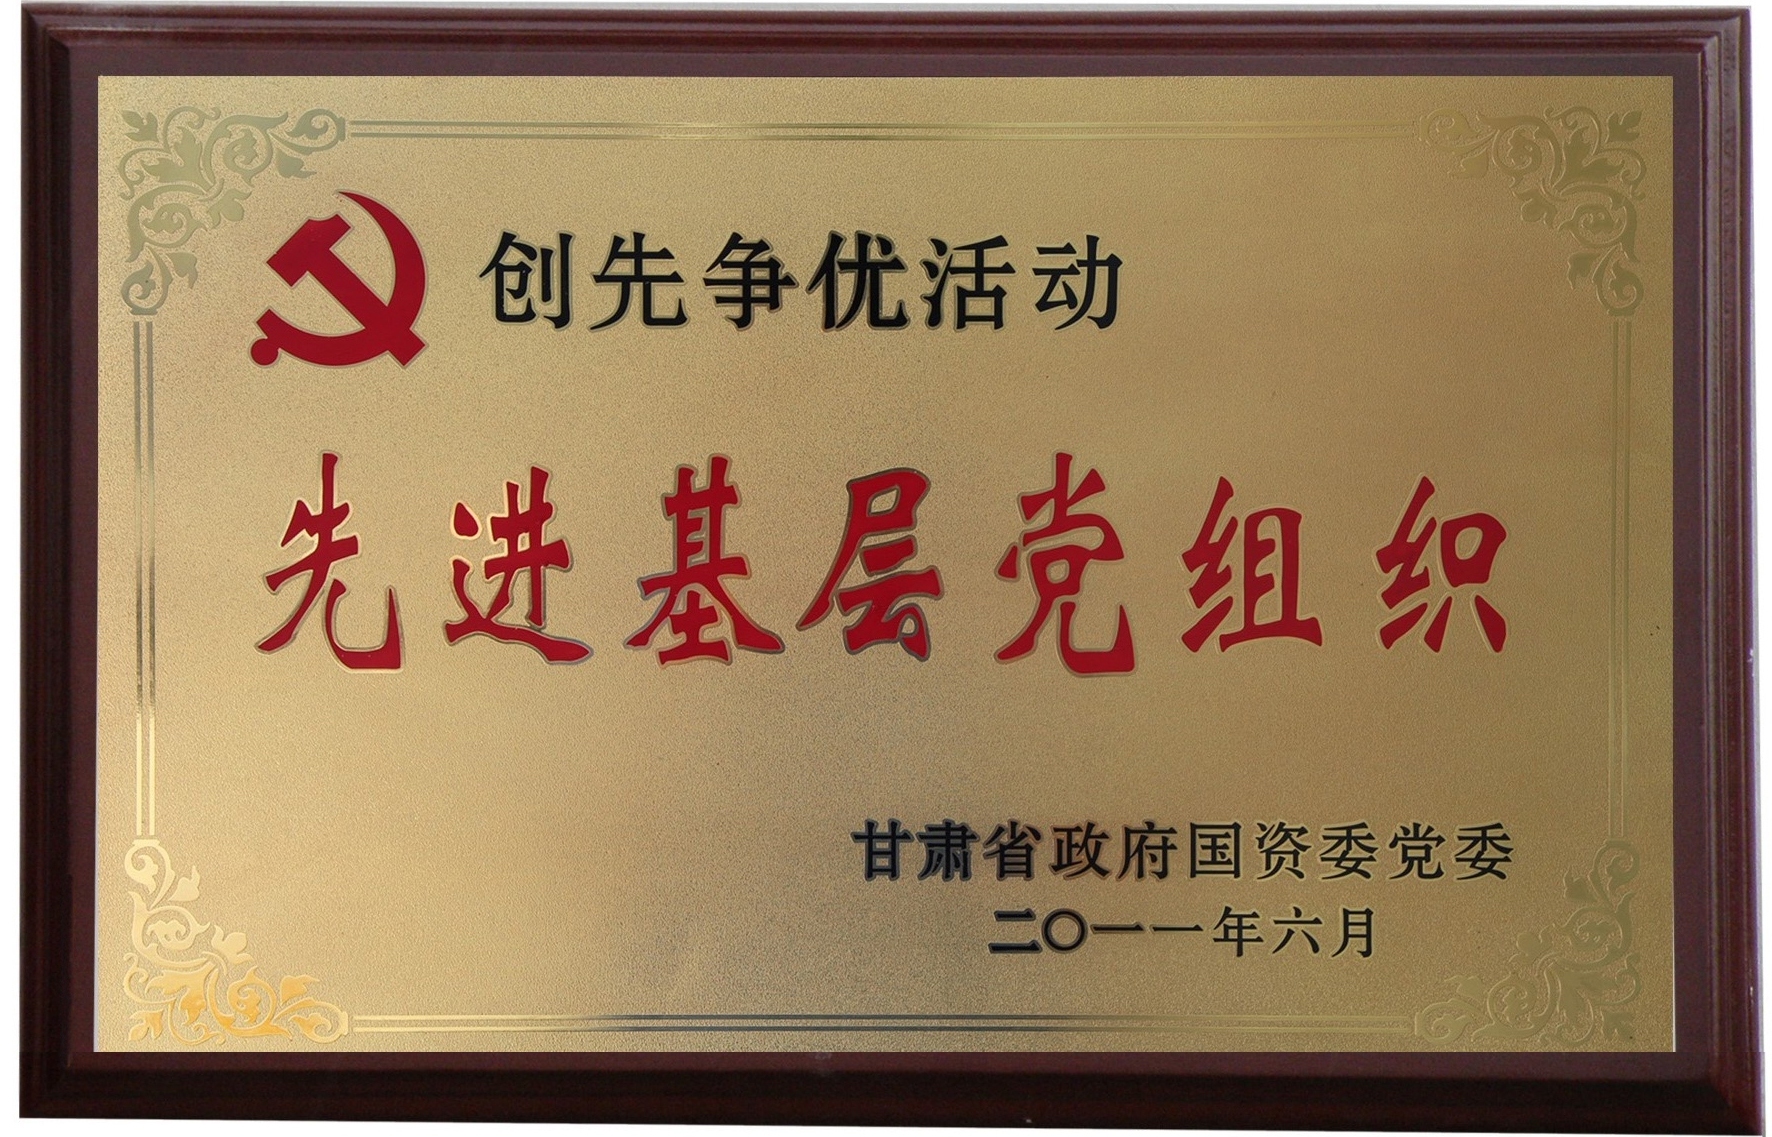 创先争优活动
先进基层党组织
甘肃省政府国资委党委
二〇一一年六月